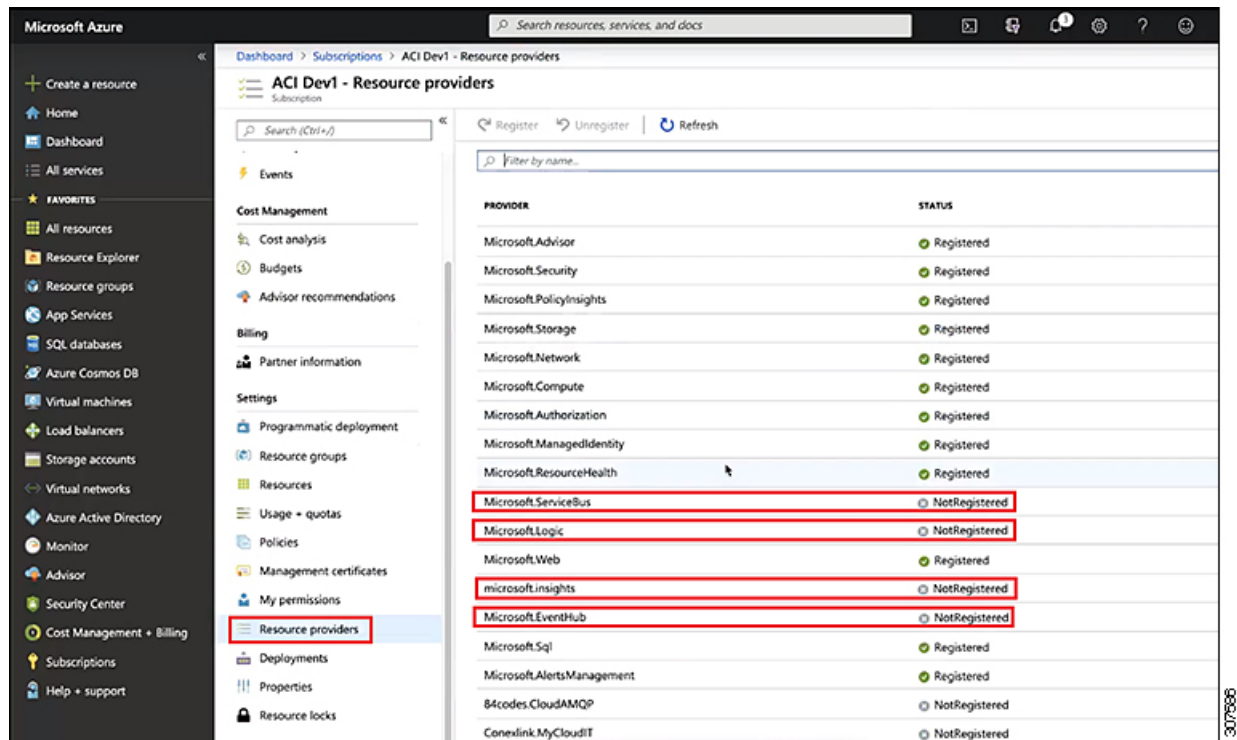 Microsoft Azure
Search resources, services, and docs
Create a resource
Home
Dashboard
All services
FAVORITES
All resources
Resource Explorer
Resource groups
App Services
SQL databases
Azure Cosmos DB
Virtual machines
Load balancers
Storage accounts
Virtual networks
Azure Active Directory
Monitor
Advisor
Security Center
Cost Management + Billing
Subscriptions
Help + support
Dashboard > Subscriptions > ACI Dev1 - Resource providers
ACI Dev1 - Resource providers
Subscription
Search (Ctrl+/)
Events
Cost Management
Cost analysis
Budgets
Advisor recommendations
Billing
Partner information
Settings
Programmatic deployment
Resource groups
Resources
Usage + quotas
Policies
Management certificates
My permissions
Resource providers
Deployments
Properties
Resource locks
Register Unregister Refresh
Filter by name...
PROVIDER STATUS
Microsoft.Advisor Registered
Microsoft.Security Registered
Microsoft.PolicyInsights Registered
Microsoft.Storage Registered
Microsoft.Network Registered
Microsoft.Compute Registered
Microsoft.Authorization Registered
Microsoft.ManagedIdentity Registered
Microsoft.ResourceHealth Registered
Microsoft.ServiceBus NotRegistered
Microsoft.Logic NotRegistered
Microsoft.Web Registered
microsoft.insights NotRegistered
Microsoft.EventHub NotRegistered
Microsoft.Sql Registered
Microsoft.AlertsManagement Registered
84codes.CloudAMQP NotRegistered
Conexlink.MyCloudIT NotRegistered
307586